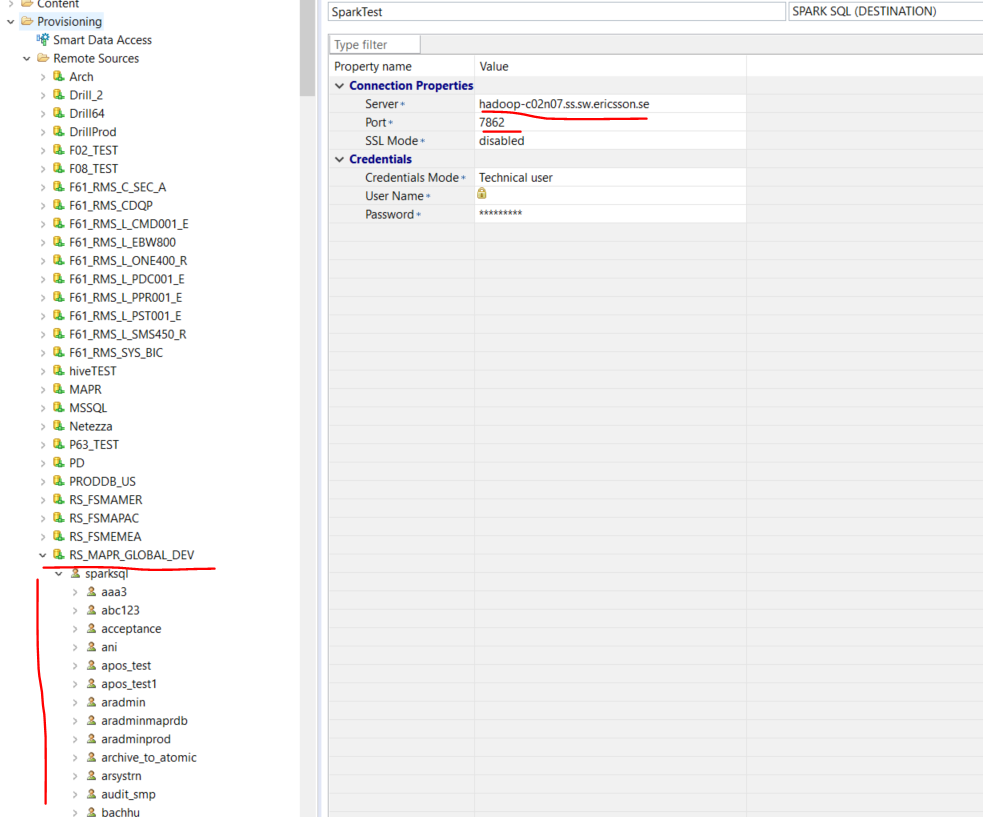 Content
Provisioning
Smart Data Access
Remote Sources
Arch
Drill_2
Drill64
DrillProd
F02_TEST
F08_TEST
F61_RMS_C_SEC_A
F61_RMS_CDQP
F61_RMS_L_CMD001_E
F61_RMS_L_EBW800
F61_RMS_L_ONE400_R
F61_RMS_L_PDC001_E
F61_RMS_L_PPR001_E
F61_RMS_L_PST001_E
F61_RMS_L_SMS450_R
F61_RMS_SYS_BIC
hiveTEST
MAPR
MSSQL
Netezza
P63_TEST
PD
PRODDB_US
RS_FSMAMER
RS_FSMAPAC
RS_FSMEMEA
RS_MAPR_GLOBAL_DEV
sparksql
aaa3
abc123
acceptance
ani
apos_test
apos_test1
aradmin
aradminmaprdb
aradminprod
archive_to_atomic
arsystrn
audit_smp
bachhu
SparkTest SPARK SQL (DESTINATION)
Type filter
Property name Value
Connection Properties
Server* hadoop-c02n07.ss.sw.ericsson.se
Port* 7862
SSL Mode* disabled
Credentials
Credentials Mode* Technical user
User Name*
Password* *********